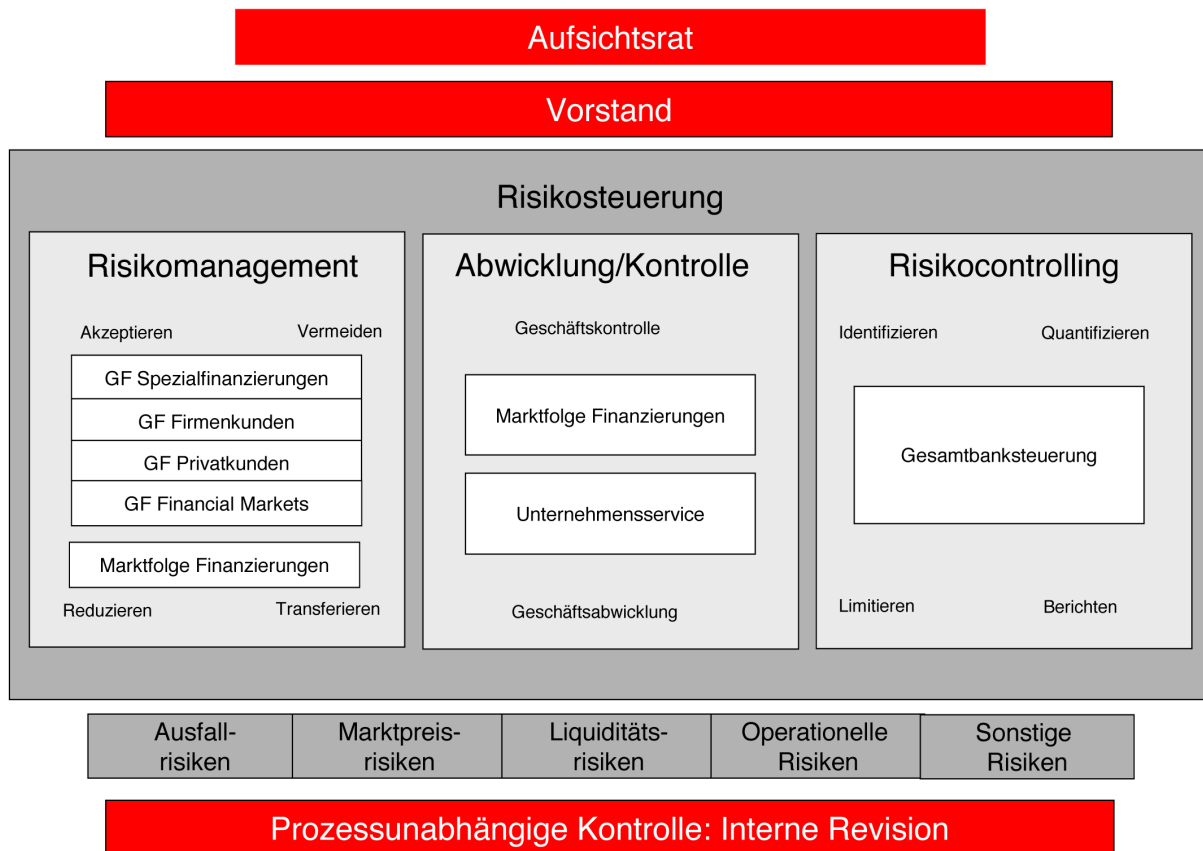 Aufsichtsrat
Vorstand
Risikosteuerung
Risikomanagement
Akzeptieren Vermeiden
GF Spezialfinanzierungen
GF Firmenkunden
GF Privatkunden
GF Financial Markets
Marktfolge Finanzierungen
Reduzieren Transferieren
Abwicklung/Kontrolle
Geschäftskontrolle
Marktfolge Finanzierungen
Unternehmensservice
Geschäftsabwicklung
Risikocontrolling
Identifizieren Quantifizieren
Gesamtbanksteuerung
Limitieren Berichten
Ausfall-
risiken
Marktpreis-
risiken
Liquiditäts-
risiken
Operationelle
Risiken
Sonstige
Risiken
Prozessunabhängige Kontrolle: Interne Revision